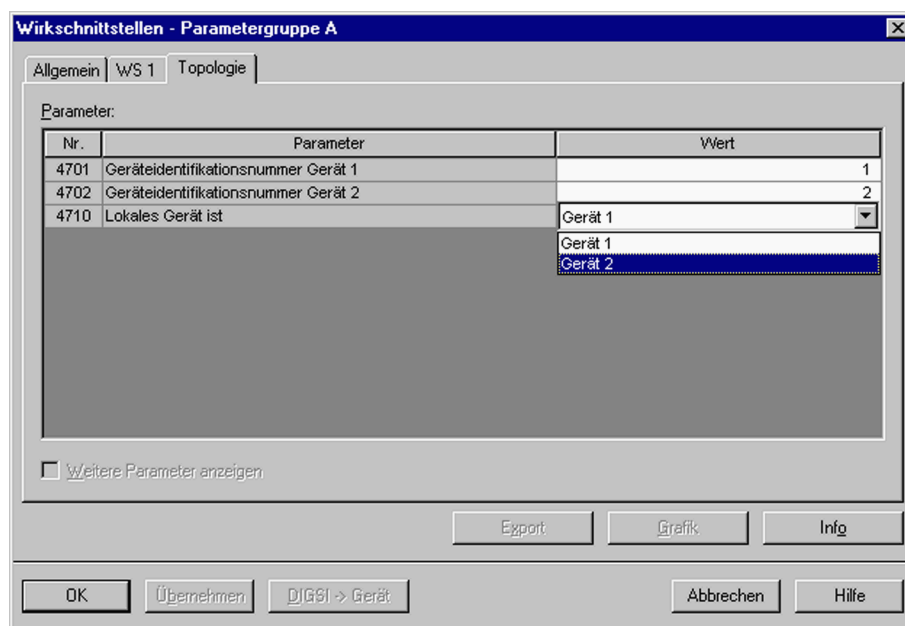 Wirkschnittstellen - Parametergruppe A
Allgemein WS 1 Topologie
Parameter:
Nr. Parameter Wert
4701 Geräteidentifikationsnummer Gerät 1 1
4702 Geräteidentifikationsnummer Gerät 2 2
4710 Lokales Gerät ist Gerät 1
Gerät 1
Gerät 2
Weitere Parameter anzeigen
Export Grafik Info
OK Übernehmen DIGSI -> Gerät Abbrechen Hilfe